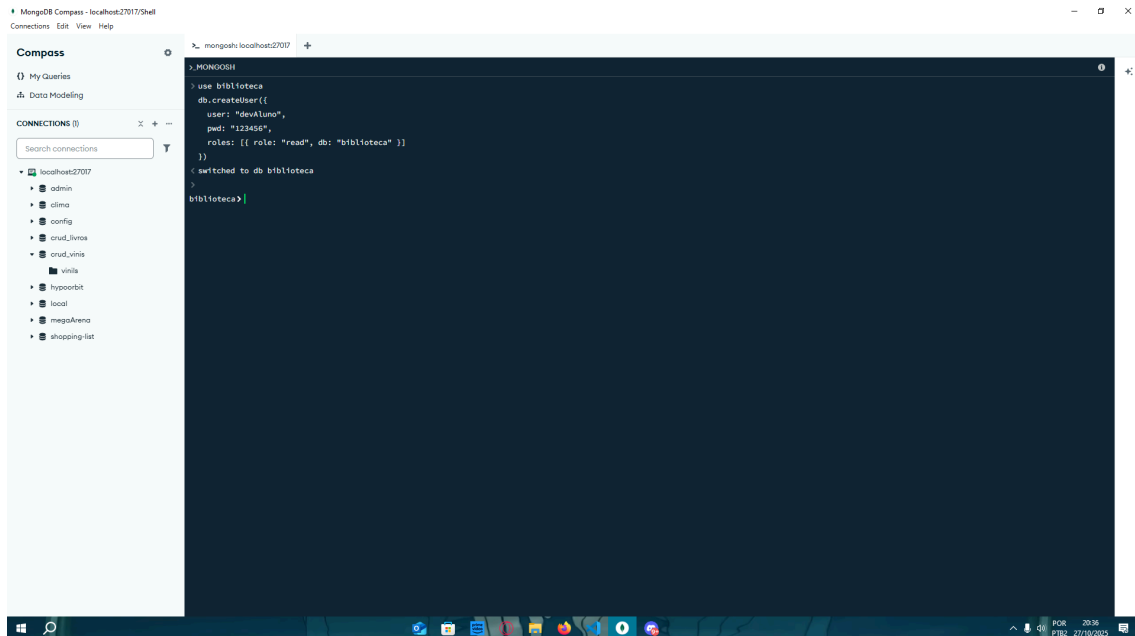 MongoDB Compass - localhost:27017/Shell
Connections Edit View Help
Compass
My Queries
Data Modeling
CONNECTIONS (1)
Search connections
localhost:27017
admin
clima
config
crud_livros
crud_vinis
vinils
hypoorbit
local
megaArena
shopping-list
>_ mongosh: localhost:27017 +
>_MONGOSH
> use biblioteca
db.createUser({
user: "devAluno",
pwd: "123456",
roles: [{ role: "read", db: "biblioteca" }]
})
< switched to db biblioteca
>
biblioteca>
POR 20:36
PTB2 27/10/2025